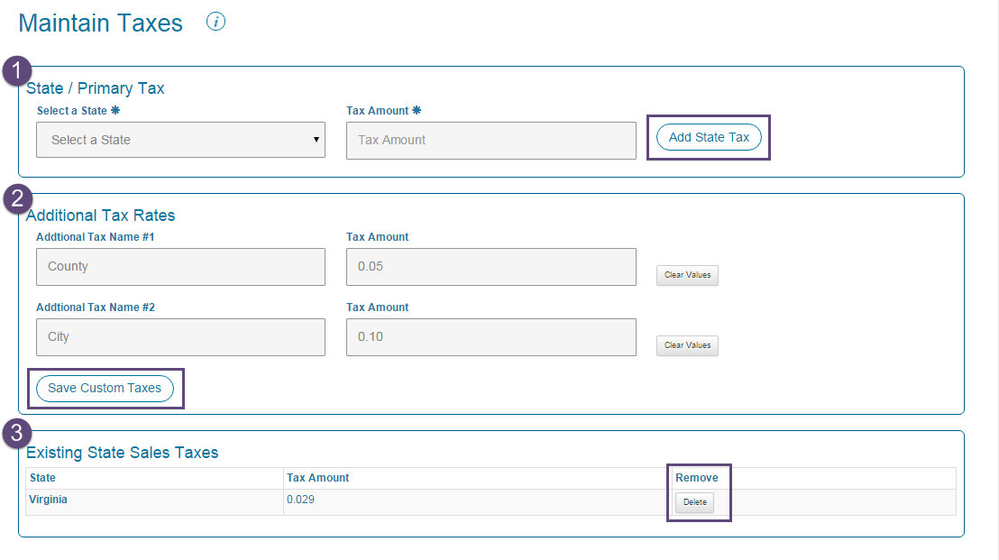 Maintain Taxes i
1
State / Primary Tax
Select a State ✱ Tax Amount ✱
Select a State Tax Amount Add State Tax
2
Additional Tax Rates
Addtional Tax Name #1 Tax Amount
County 0.05 Clear Values
Addtional Tax Name #2 Tax Amount
City 0.10 Clear Values
Save Custom Taxes
3
Existing State Sales Taxes
State Tax Amount Remove
Virginia 0.029 Delete